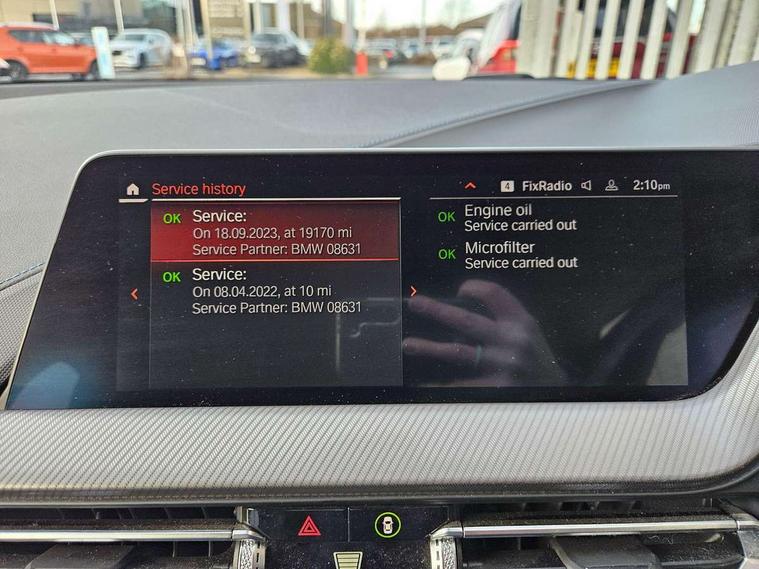 Service history
4 FixRadio 2:10pm
OK Service:
On 18.09.2023, at 19170 mi
Service Partner: BMW 08631
OK Service:
On 08.04.2022, at 10 mi
Service Partner: BMW 08631
OK Engine oil
Service carried out
OK Microfilter
Service carried out